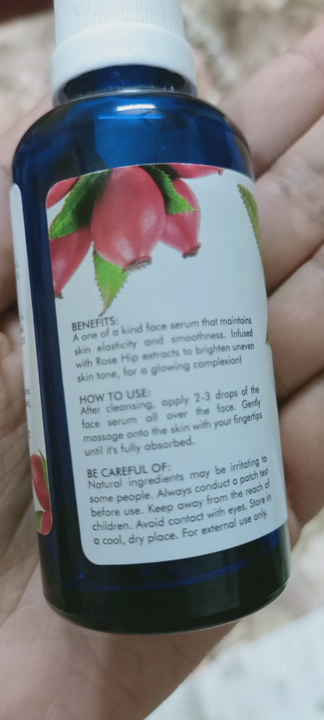 BENEFITS:
A one of a kind face serum that maintains
skin elasticity and smoothness. Infused
with Rose Hip extracts to brighten uneven
skin tone, for a glowing complexion!
HOW TO USE:
After cleansing, apply 2-3 drops of the
face serum all over the face. Gently
massage onto the skin with your fingertips
until it's fully absorbed.
BE CAREFUL OF:
Natural ingredients may be irritating to
some people. Always conduct a patch test
before use. Keep away from the reach of
children. Avoid contact with eyes. Store in
a cool, dry place. For external use only.